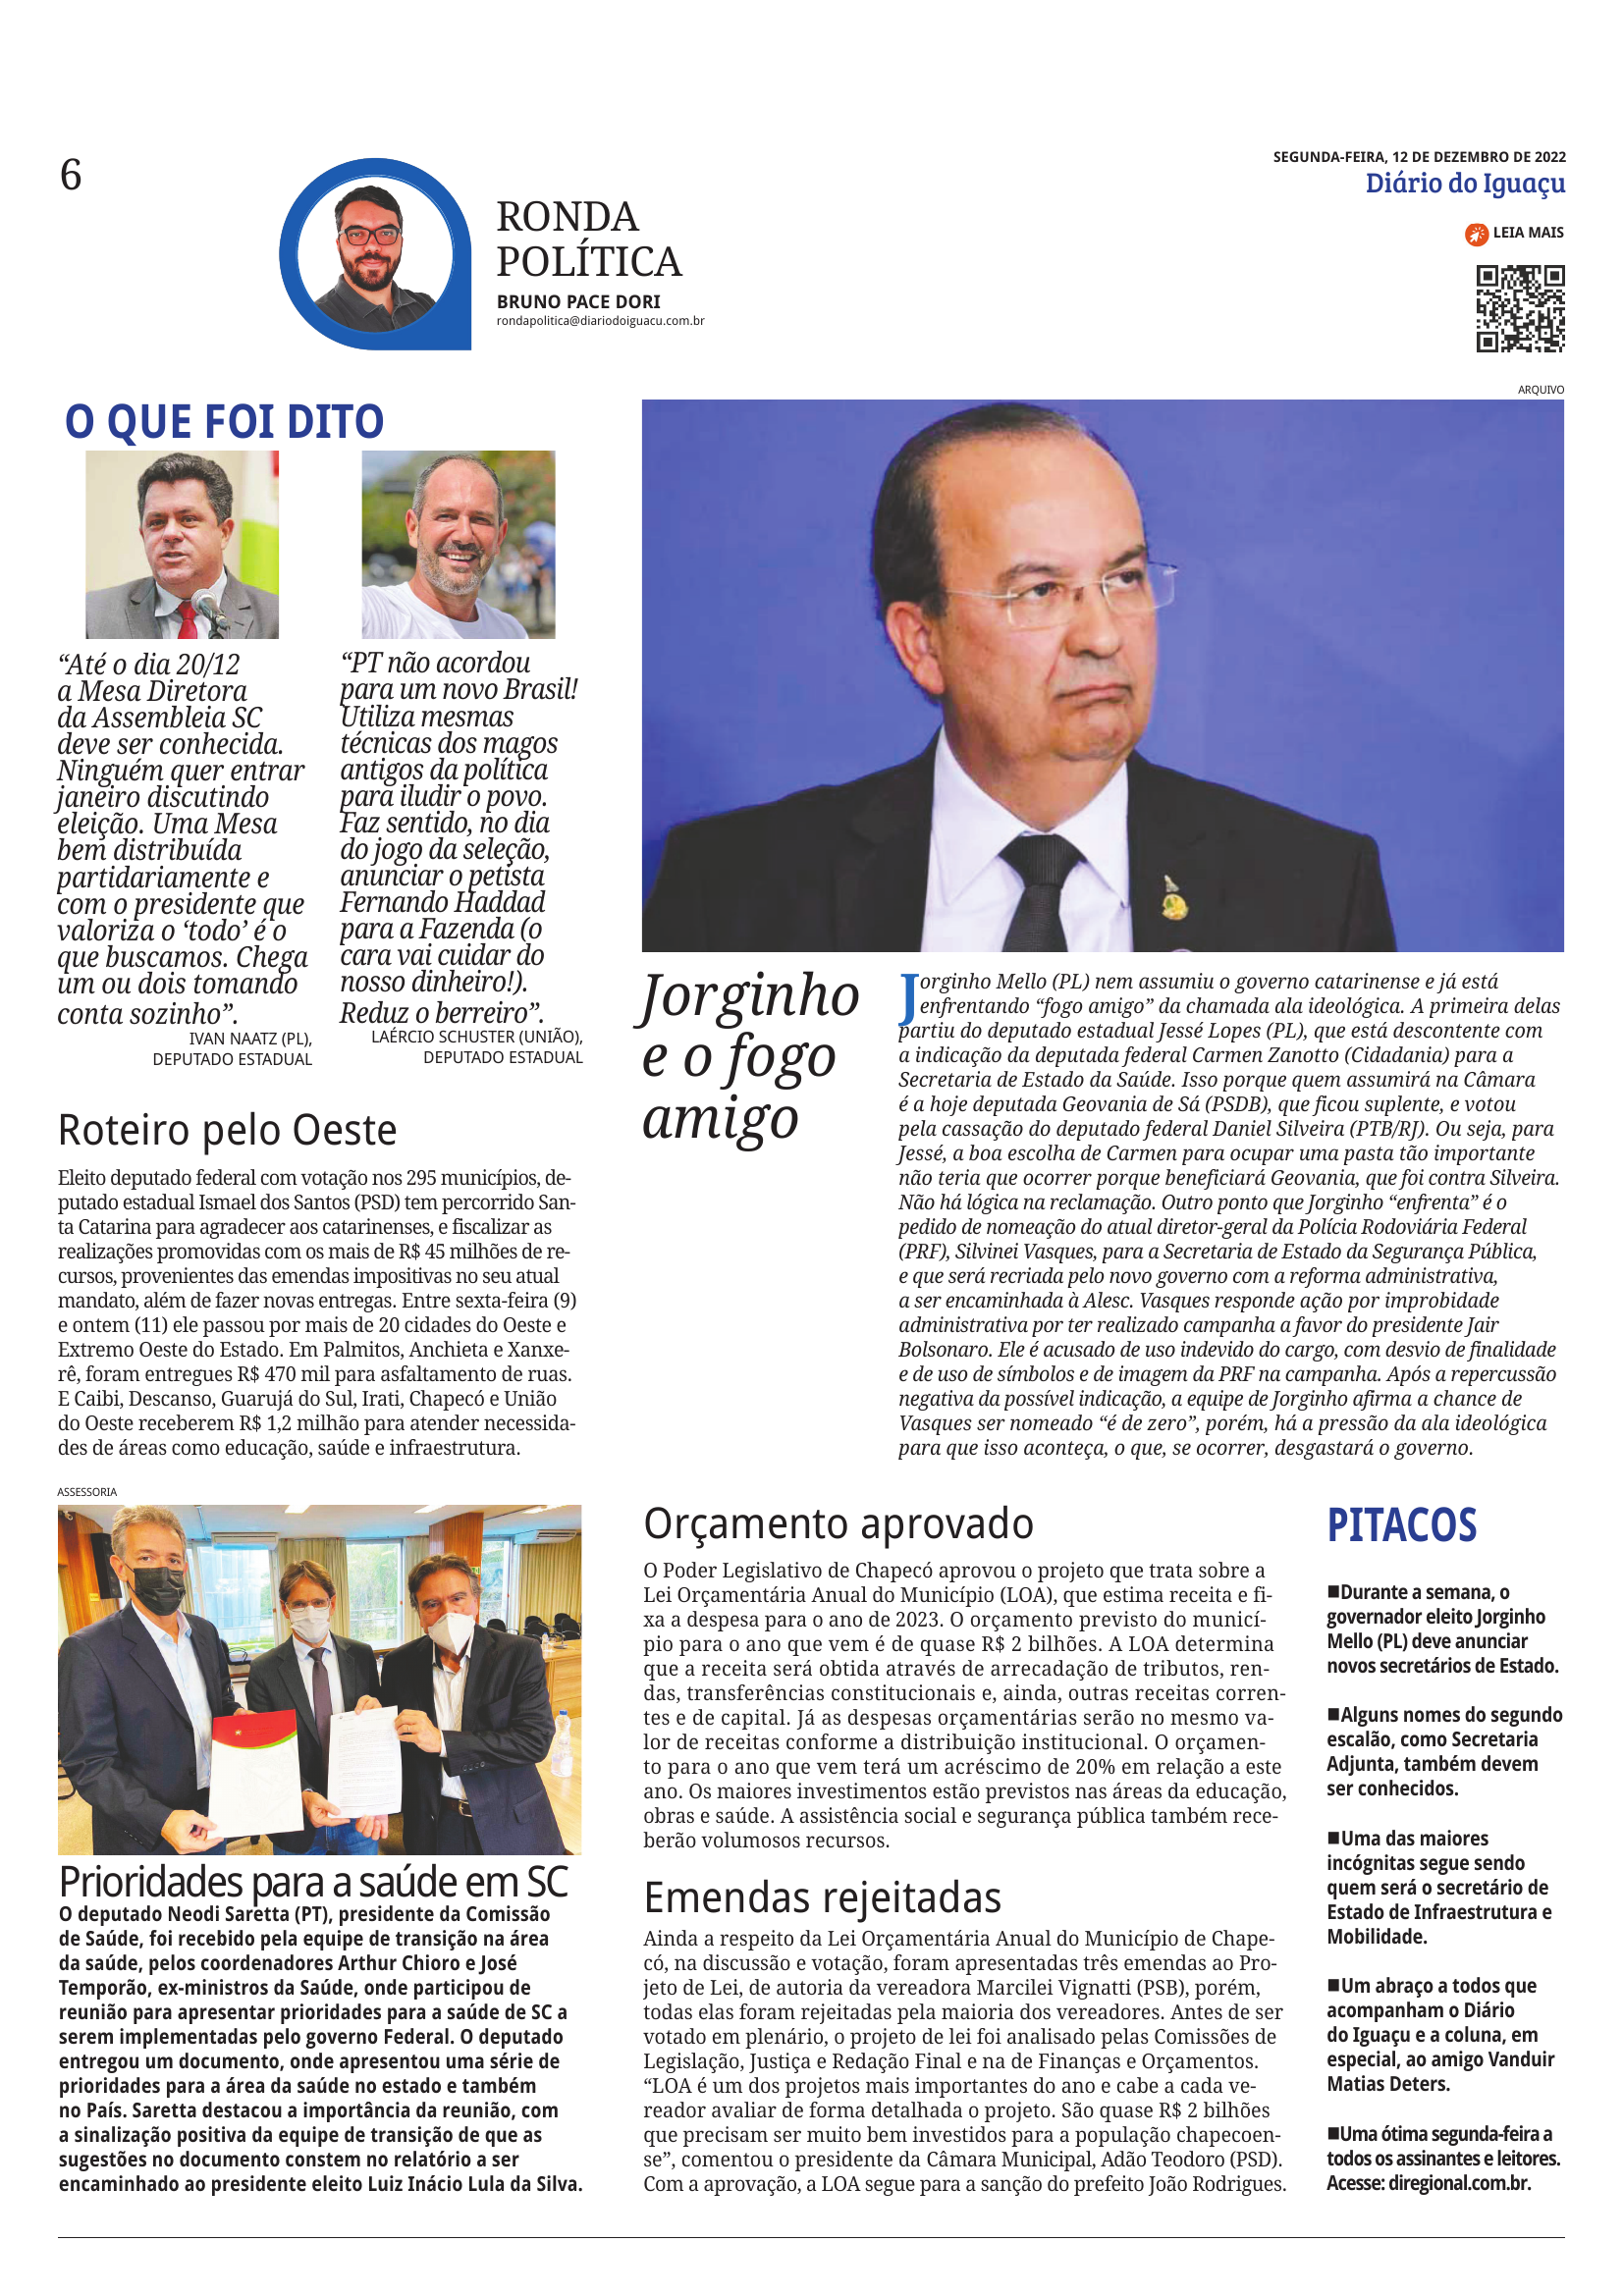 6
RONDA
POLÍTICA
BRUNO PACE DORI
rondapolitica@diariodoiguacu.com.br
SEGUNDA-FEIRA, 12 DE DEZEMBRO DE 2022
Diário do Iguaçu
LEIA MAIS
O QUE FOI DITO
“Até o dia 20/12
a Mesa Diretora
da Assembleia SC
deve ser conhecida.
Ninguém quer entrar
janeiro discutindo
eleição. Uma Mesa
bem distribuída
partidariamente e
com o presidente que
valoriza o ‘todo’ é o
que buscamos. Chega
um ou dois tomando
conta sozinho”.
IVAN NAATZ (PL),
DEPUTADO ESTADUAL
“PT não acordou
para um novo Brasil!
Utiliza mesmas
técnicas dos magos
antigos da política
para iludir o povo.
Faz sentido, no dia
do jogo da seleção,
anunciar o petista
Fernando Haddad
para a Fazenda (o
cara vai cuidar do
nosso dinheiro!).
Reduz o berreiro”.
LAÉRCIO SCHUSTER (UNIÃO),
DEPUTADO ESTADUAL
Roteiro pelo Oeste
Eleito deputado federal com votação nos 295 municípios, de-
putado estadual Ismael dos Santos (PSD) tem percorrido San-
ta Catarina para agradecer aos catarinenses, e fiscalizar as
realizações promovidas com os mais de R$ 45 milhões de re-
cursos, provenientes das emendas impositivas no seu atual
mandato, além de fazer novas entregas. Entre sexta-feira (9)
e ontem (11) ele passou por mais de 20 cidades do Oeste e
Extremo Oeste do Estado. Em Palmitos, Anchieta e Xanxe-
rê, foram entregues R$ 470 mil para asfaltamento de ruas.
E Caibi, Descanso, Guarujá do Sul, Irati, Chapecó e União
do Oeste receberem R$ 1,2 milhão para atender necessida-
des de áreas como educação, saúde e infraestrutura.
ARQUIVO
Jorginho
e o fogo
amigo
Jorginho Mello (PL) nem assumiu o governo catarinense e já está
enfrentando “fogo amigo” da chamada ala ideológica. A primeira delas
partiu do deputado estadual Jessé Lopes (PL), que está descontente com
a indicação da deputada federal Carmen Zanotto (Cidadania) para a
Secretaria de Estado da Saúde. Isso porque quem assumirá na Câmara
é a hoje deputada Geovania de Sá (PSDB), que ficou suplente, e votou
pela cassação do deputado federal Daniel Silveira (PTB/RJ). Ou seja, para
Jessé, a boa escolha de Carmen para ocupar uma pasta tão importante
não teria que ocorrer porque beneficiará Geovania, que foi contra Silveira.
Não há lógica na reclamação. Outro ponto que Jorginho “enfrenta” é o
pedido de nomeação do atual diretor-geral da Polícia Rodoviária Federal
(PRF), Silvinei Vasques, para a Secretaria de Estado da Segurança Pública,
e que será recriada pelo novo governo com a reforma administrativa,
a ser encaminhada à Alesc. Vasques responde ação por improbidade
administrativa por ter realizado campanha a favor do presidente Jair
Bolsonaro. Ele é acusado de uso indevido do cargo, com desvio de finalidade
e de uso de símbolos e de imagem da PRF na campanha. Após a repercussão
negativa da possível indicação, a equipe de Jorginho afirma a chance de
Vasques ser nomeado “é de zero”, porém, há a pressão da ala ideológica
para que isso aconteça, o que, se ocorrer, desgastará o governo.
ASSESSORIA
Prioridades para a saúde em SC
O deputado Neodi Saretta (PT), presidente da Comissão
de Saúde, foi recebido pela equipe de transição na área
da saúde, pelos coordenadores Arthur Chioro e José
Temporão, ex-ministros da Saúde, onde participou de
reunião para apresentar prioridades para a saúde de SC a
serem implementadas pelo governo Federal. O deputado
entregou um documento, onde apresentou uma série de
prioridades para a área da saúde no estado e também
no País. Saretta destacou a importância da reunião, com
a sinalização positiva da equipe de transição de que as
sugestões no documento constem no relatório a ser
encaminhado ao presidente eleito Luiz Inácio Lula da Silva.
Orçamento aprovado
O Poder Legislativo de Chapecó aprovou o projeto que trata sobre a
Lei Orçamentária Anual do Município (LOA), que estima receita e fi-
xa a despesa para o ano de 2023. O orçamento previsto do municí-
pio para o ano que vem é de quase R$ 2 bilhões. A LOA determina
que a receita será obtida através de arrecadação de tributos, ren-
das, transferências constitucionais e, ainda, outras receitas corren-
tes e de capital. Já as despesas orçamentárias serão no mesmo va-
lor de receitas conforme a distribuição institucional. O orçamen-
to para o ano que vem terá um acréscimo de 20% em relação a este
ano. Os maiores investimentos estão previstos nas áreas da educação,
obras e saúde. A assistência social e segurança pública também rece-
berão volumosos recursos.
Emendas rejeitadas
Ainda a respeito da Lei Orçamentária Anual do Município de Chape-
có, na discussão e votação, foram apresentadas três emendas ao Pro-
jeto de Lei, de autoria da vereadora Marcilei Vignatti (PSB), porém,
todas elas foram rejeitadas pela maioria dos vereadores. Antes de ser
votado em plenário, o projeto de lei foi analisado pelas Comissões de
Legislação, Justiça e Redação Final e na de Finanças e Orçamentos.
“LOA é um dos projetos mais importantes do ano e cabe a cada ve-
reador avaliar de forma detalhada o projeto. São quase R$ 2 bilhões
que precisam ser muito bem investidos para a população chapecoen-
se”, comentou o presidente da Câmara Municipal, Adão Teodoro (PSD).
Com a aprovação, a LOA segue para a sanção do prefeito João Rodrigues.
PITACOS
■Durante a semana, o
governador eleito Jorginho
Mello (PL) deve anunciar
novos secretários de Estado.
■Alguns nomes do segundo
escalão, como Secretaria
Adjunta, também devem
ser conhecidos.
■Uma das maiores
incógnitas segue sendo
quem será o secretário de
Estado de Infraestrutura e
Mobilidade.
■Um abraço a todos que
acompanham o Diário
do Iguaçu e a coluna, em
especial, ao amigo Vanduir
Matias Deters.
■Uma ótima segunda-feira a
todos os assinantes e leitores.
Acesse: diregional.com.br.